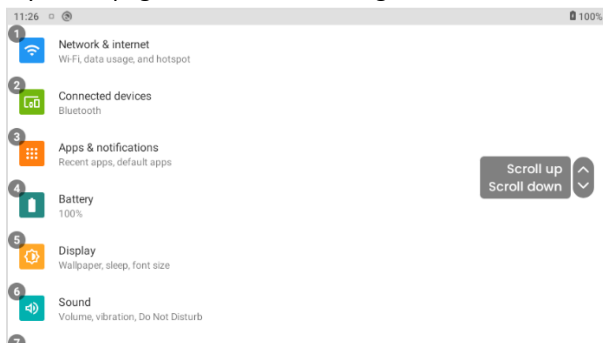 11:26 100%
1
Network & internet
Wi-Fi, data usage, and hotspot
2
Connected devices
Bluetooth
3
Apps & notifications
Recent apps, default apps
Scroll up
Scroll down
4
Battery
100%
5
Display
Wallpaper, sleep, font size
6
Sound
Volume, vibration, Do Not Disturb
7